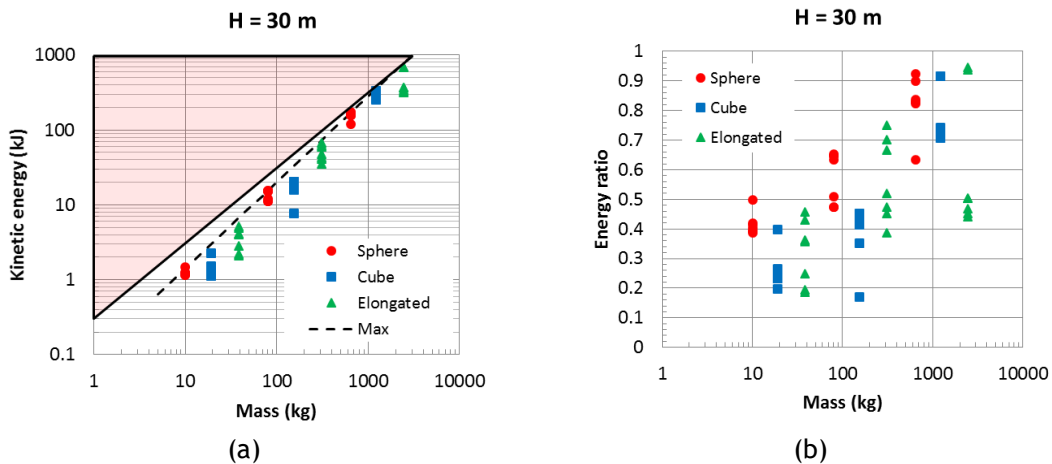 H = 30 m
1000
100
10
1
0.1
Kinetic energy (kJ)
Sphere
Cube
Elongated
Max
1 10 100 1000 10000
Mass (kg)
(a)
H = 30 m
1
0.9
0.8
0.7
0.6
0.5
0.4
0.3
0.2
0.1
0
Energy ratio
Sphere
Cube
Elongated
1 10 100 1000 10000
Mass (kg)
(b)